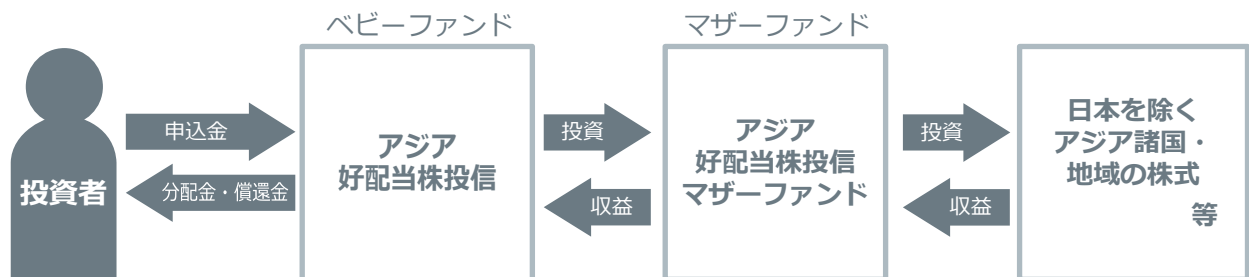 ベビーファンド
マザーファンド
投資者
申込金
分配金・償還金
アジア
好配当株投信
投資
収益
アジア
好配当株投信
マザーファンド
投資
収益
日本を除く
アジア諸国・
地域の株式
等